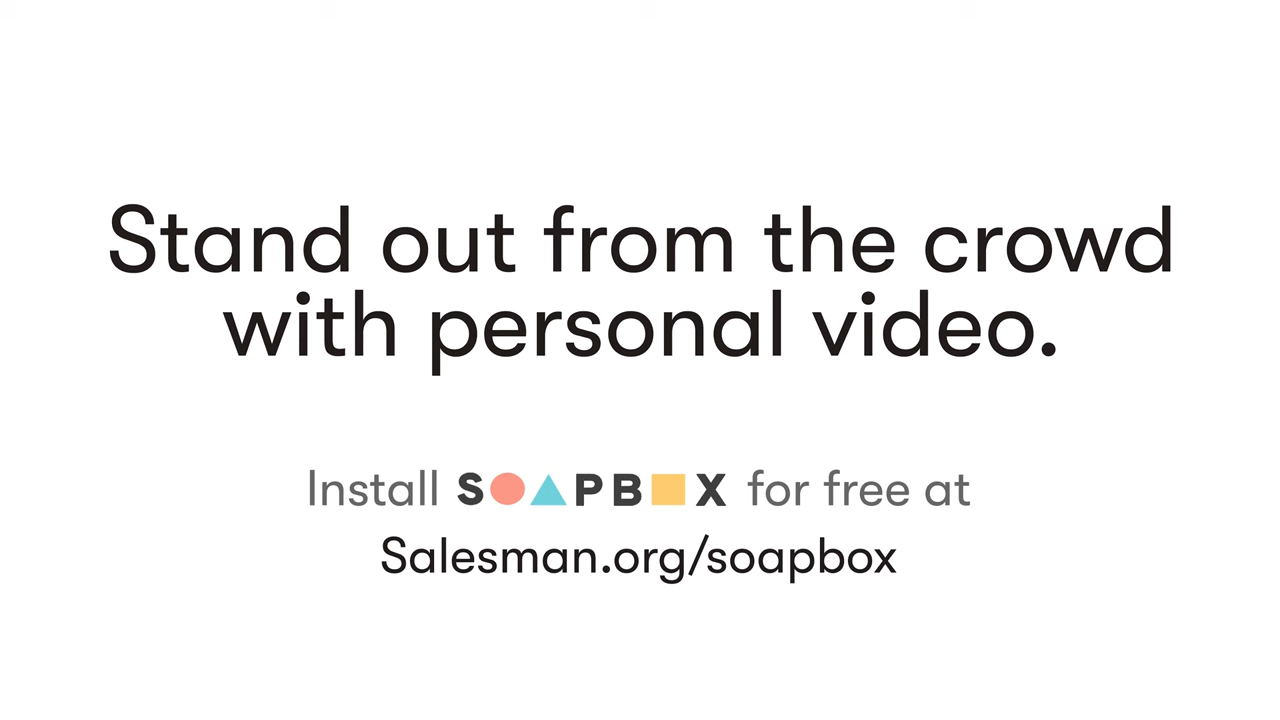 Stand out from the crowd
with personal video.
Install SOAPBOX for free at
Salesman.org/soapbox